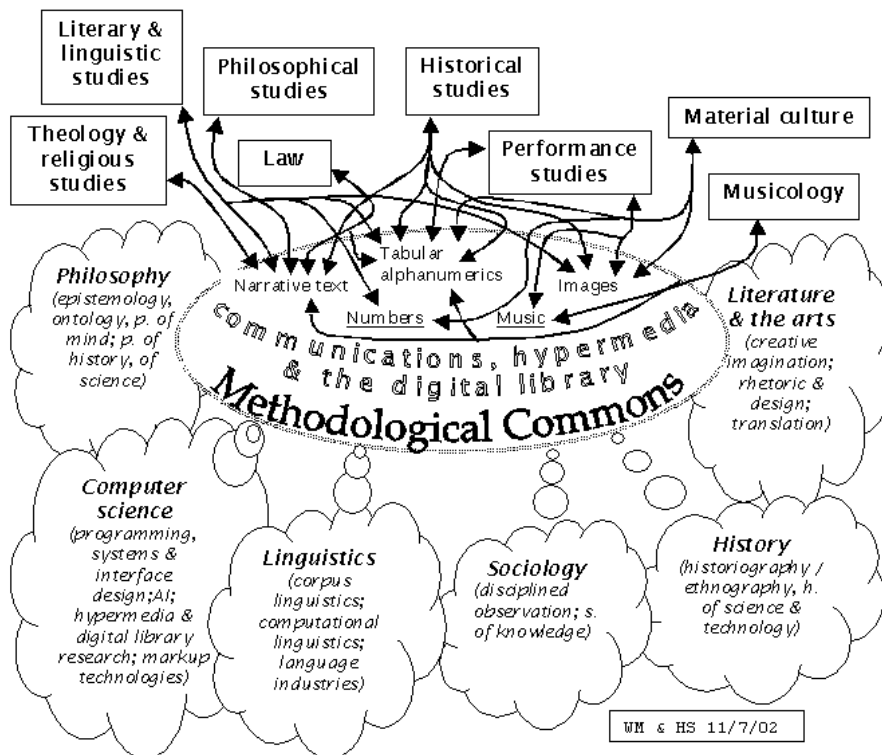 Literary &
linguistic
studies
Philosophical
studies
Historical
studies
Material culture
Theology &
religious
studies
Law
Performance
studies
Musicology
Philosophy
(epistemology,
ontology, p. of
mind; p. of
history, of
science)
Narrative text
Tabular
alphanumerics
Images
Numbers
Music
communications, hypermedia
& the digital library
Methodological Commons
Literature
& the arts
(creative
imagination;
rhetoric &
design;
translation)
Computer
science
(programming,
systems &
interface
design;AI;
hypermedia &
digital library
research; markup
technologies)
Linguistics
(corpus
linguistics;
computational
linguistics;
language
industries)
Sociology
(disciplined
observation; s.
of knowledge)
History
(historiography /
ethnography, h.
of science &
technology)
WM & HS 11/7/02